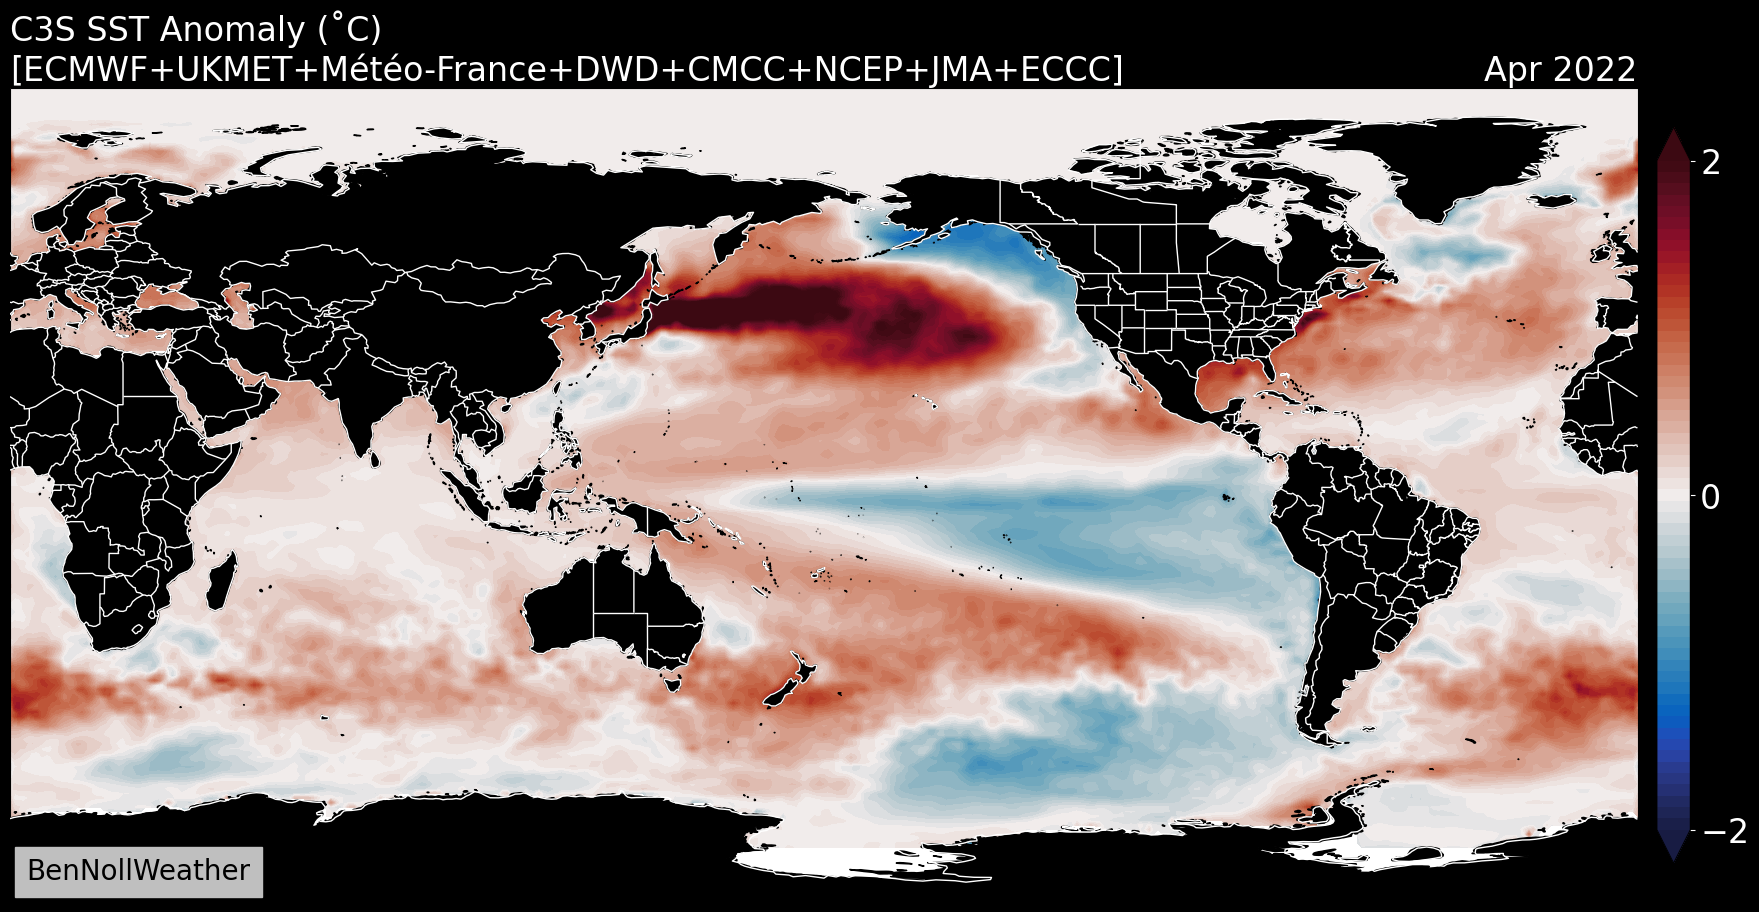 C3S SST Anomaly (˚C)
[ECMWF+UKMET+Météo-France+DWD+CMCC+NCEP+JMA+ECCC]
Apr 2022
2
0
−2
BenNollWeather